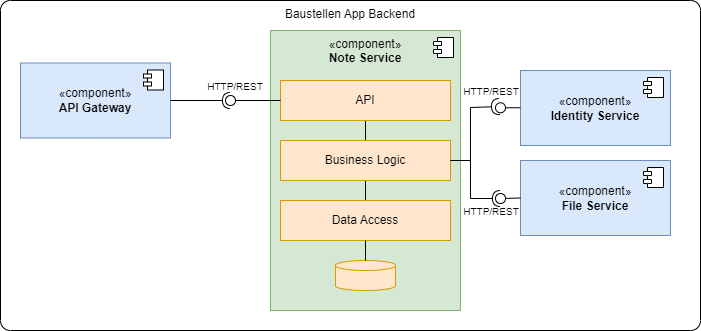 Baustellen App Backend
«component»
Note Service
«component»
API Gateway
HTTP/REST
API
Business Logic
Data Access
HTTP/REST
«component»
Identity Service
HTTP/REST
«component»
File Service